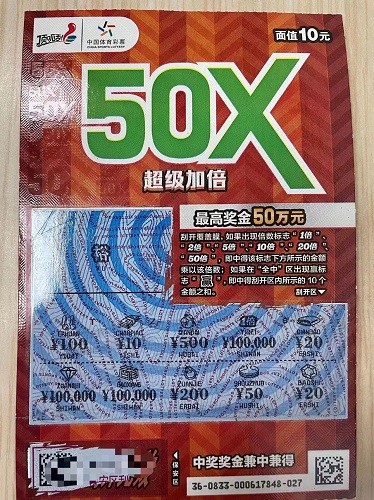 顶呱刮
中国体育彩票
CHINA SPORTS LOTTERY
面值10元
50X
超级加倍
最高奖金50万元
刮开覆盖膜,如果出现倍数标志“1倍”、
“2倍”、“5倍”、“10倍”、“20倍”、
“50倍”,即中得该标志下方所示的金额
乘以该倍数;如果在“全中”区出现赢标
志“赢”,即中得刮开区内所示的10个
金额之和。
刮开区
¥100
¥10
¥500
¥100,000
¥20
YIBAI
SHI
WUBAI
SHIWAN
ERSHI
¥100,000
¥100,000
¥200
¥50
¥20
SHIWAN
SHIWAN
ERBAI
WUSHI
ERSHI
保安区
中奖奖金兼中兼得
35-0833-000617848-027